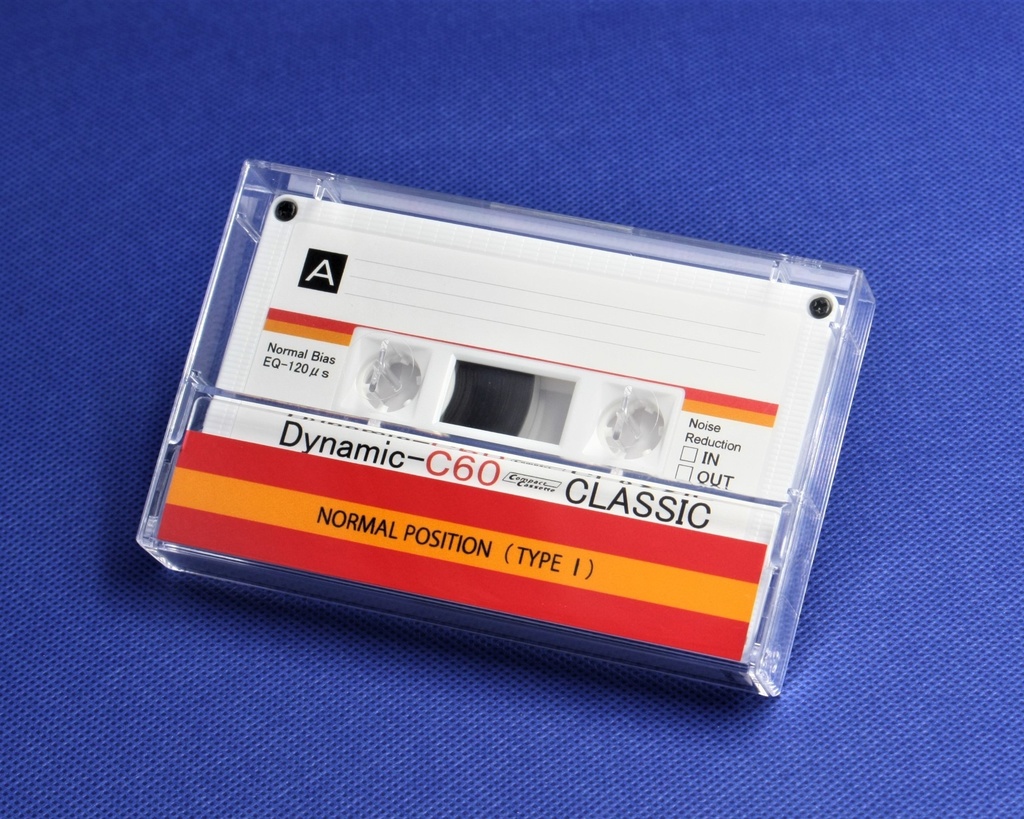 A
Normal Bias
EQ-120μs
Noise
Reduction
IN
OUT
Dynamic-C60 Compact Cassette CLASSIC
NORMAL POSITION (TYPE I)